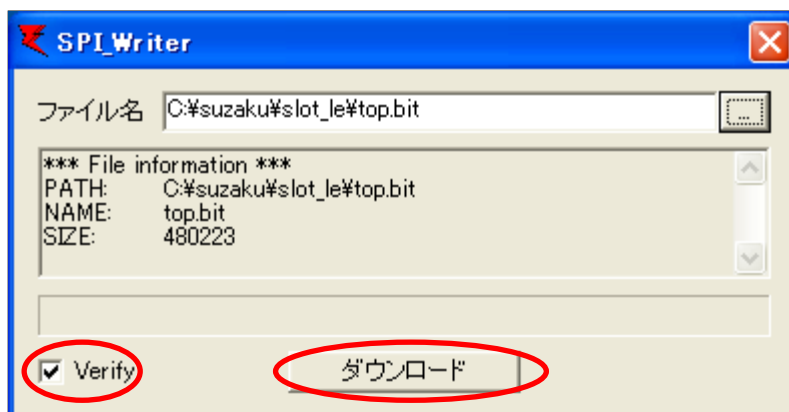 SPI_Writer
ファイル名 C:¥suzaku¥slot_le¥top.bit ...
*** File information ***
PATH: C:¥suzaku¥slot_le¥top.bit
NAME: top.bit
SIZE: 480223
Verify ダウンロード